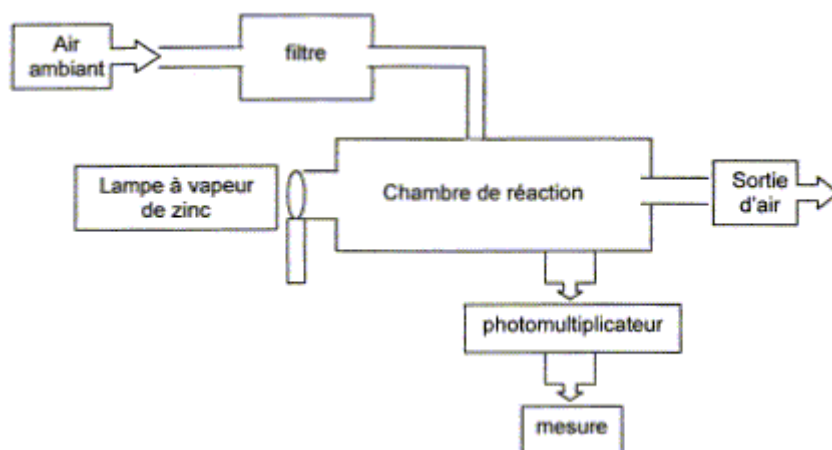 Air
ambiant
filtre
Lampe à vapeur
de zinc
Chambre de réaction
Sortie
d'air
photomultiplicateur
mesure